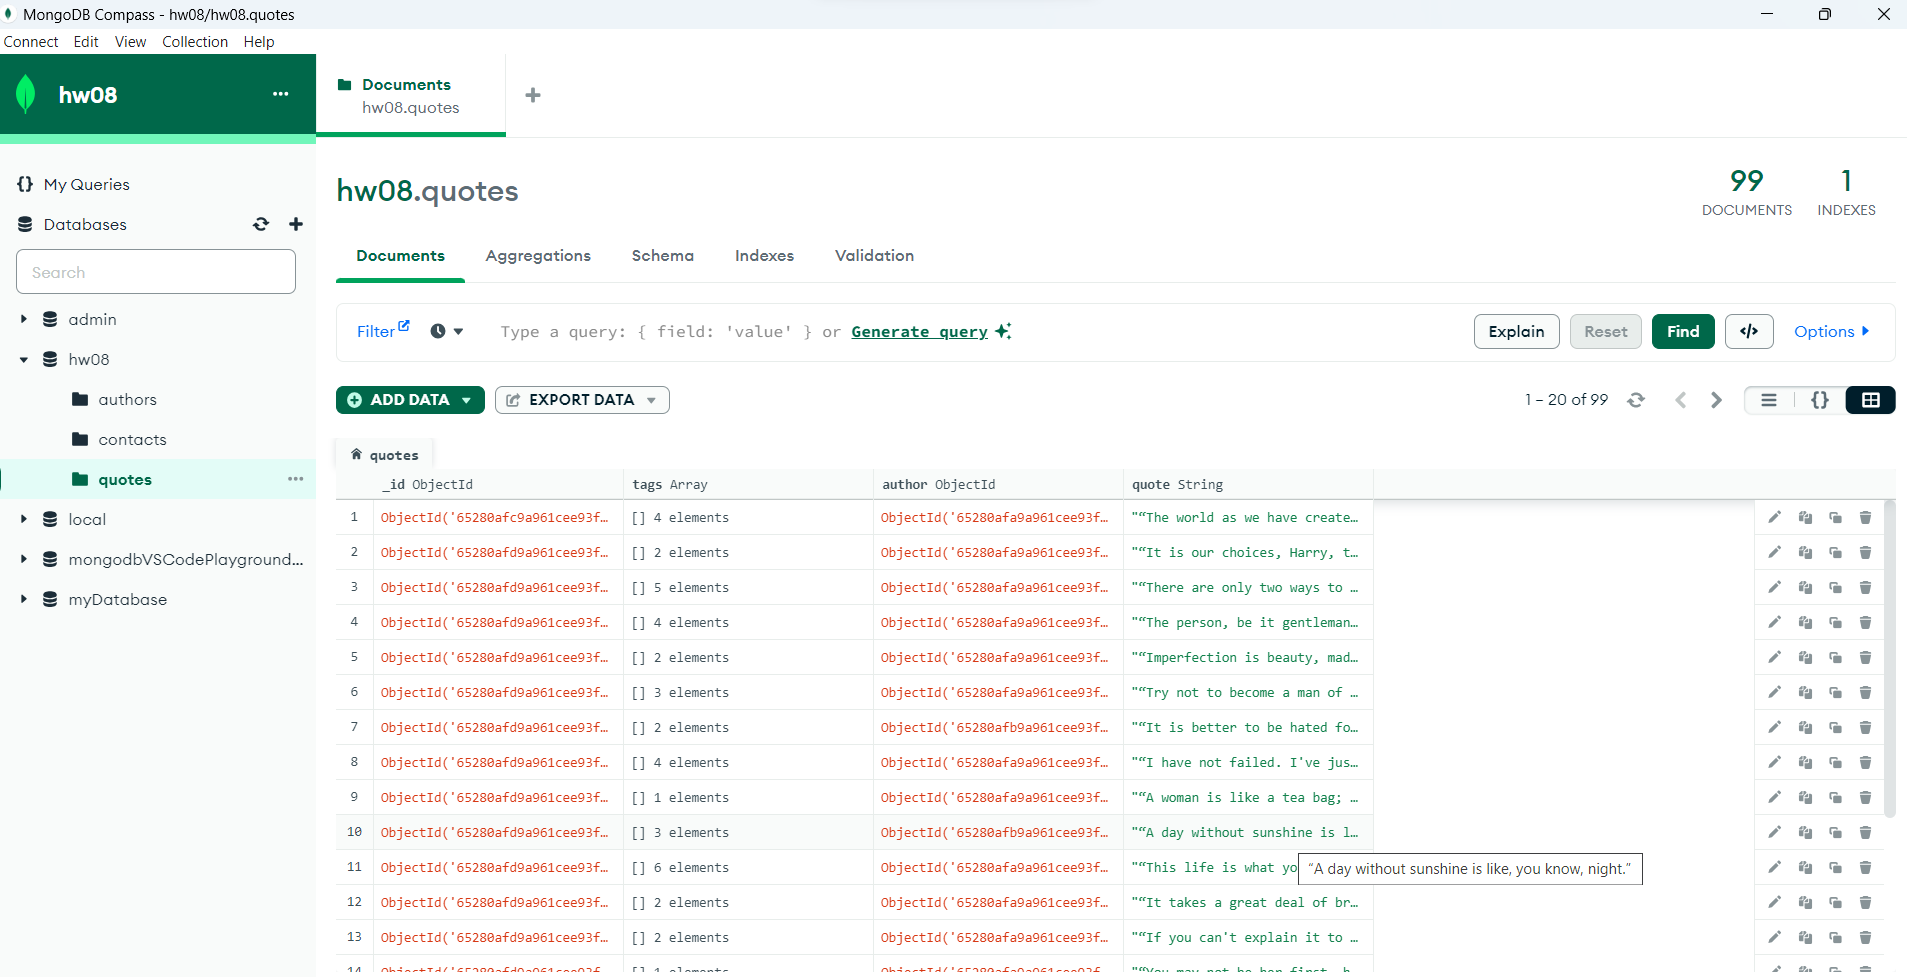 MongoDB Compass - hw08/hw08.quotes
Connect Edit View Collection Help
hw08 ...
Documents
hw08.quotes
{} My Queries
Databases
Search
admin
hw08
authors
contacts
quotes
local
mongodbVSCodePlayground...
myDatabase
hw08.quotes
99 DOCUMENTS
1 INDEXES
Documents Aggregations Schema Indexes Validation
Filter Type a query: { field: 'value' } or Generate query Explain Reset Find </> Options
ADD DATA EXPORT DATA 1 – 20 of 99 {}
quotes
_id ObjectId tags Array author ObjectId quote String
1 ObjectId('65280afc9a961cee93f… [] 4 elements ObjectId('65280afa9a961cee93f… "“The world as we have create…
2 ObjectId('65280afd9a961cee93f… [] 2 elements ObjectId('65280afa9a961cee93f… "“It is our choices, Harry, t…
3 ObjectId('65280afd9a961cee93f… [] 5 elements ObjectId('65280afa9a961cee93f… "“There are only two ways to …
4 ObjectId('65280afd9a961cee93f… [] 4 elements ObjectId('65280afa9a961cee93f… "“The person, be it gentleman…
5 ObjectId('65280afd9a961cee93f… [] 2 elements ObjectId('65280afa9a961cee93f… "“Imperfection is beauty, mad…
6 ObjectId('65280afd9a961cee93f… [] 3 elements ObjectId('65280afa9a961cee93f… "“Try not to become a man of …
7 ObjectId('65280afd9a961cee93f… [] 2 elements ObjectId('65280afb9a961cee93f… "“It is better to be hated fo…
8 ObjectId('65280afd9a961cee93f… [] 4 elements ObjectId('65280afa9a961cee93f… "“I have not failed. I've jus…
9 ObjectId('65280afd9a961cee93f… [] 1 elements ObjectId('65280afa9a961cee93f… "“A woman is like a tea bag; …
10 ObjectId('65280afd9a961cee93f… [] 3 elements ObjectId('65280afb9a961cee93f… "“A day without sunshine is l…
11 ObjectId('65280afd9a961cee93f… [] 6 elements ObjectId('65280afa9a961cee93f… "“This life is what yo
“A day without sunshine is like, you know, night.”
12 ObjectId('65280afd9a961cee93f… [] 2 elements ObjectId('65280afa9a961cee93f… "“It takes a great deal of br…
13 ObjectId('65280afd9a961cee93f… [] 2 elements ObjectId('65280afa9a961cee93f… "“If you can't explain it to …